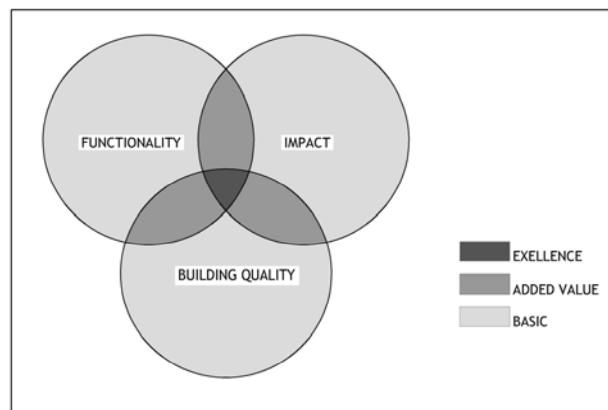 FUNCTIONALITY
IMPACT
BUILDING QUALITY
EXELLENCE
ADDED VALUE
BASIC